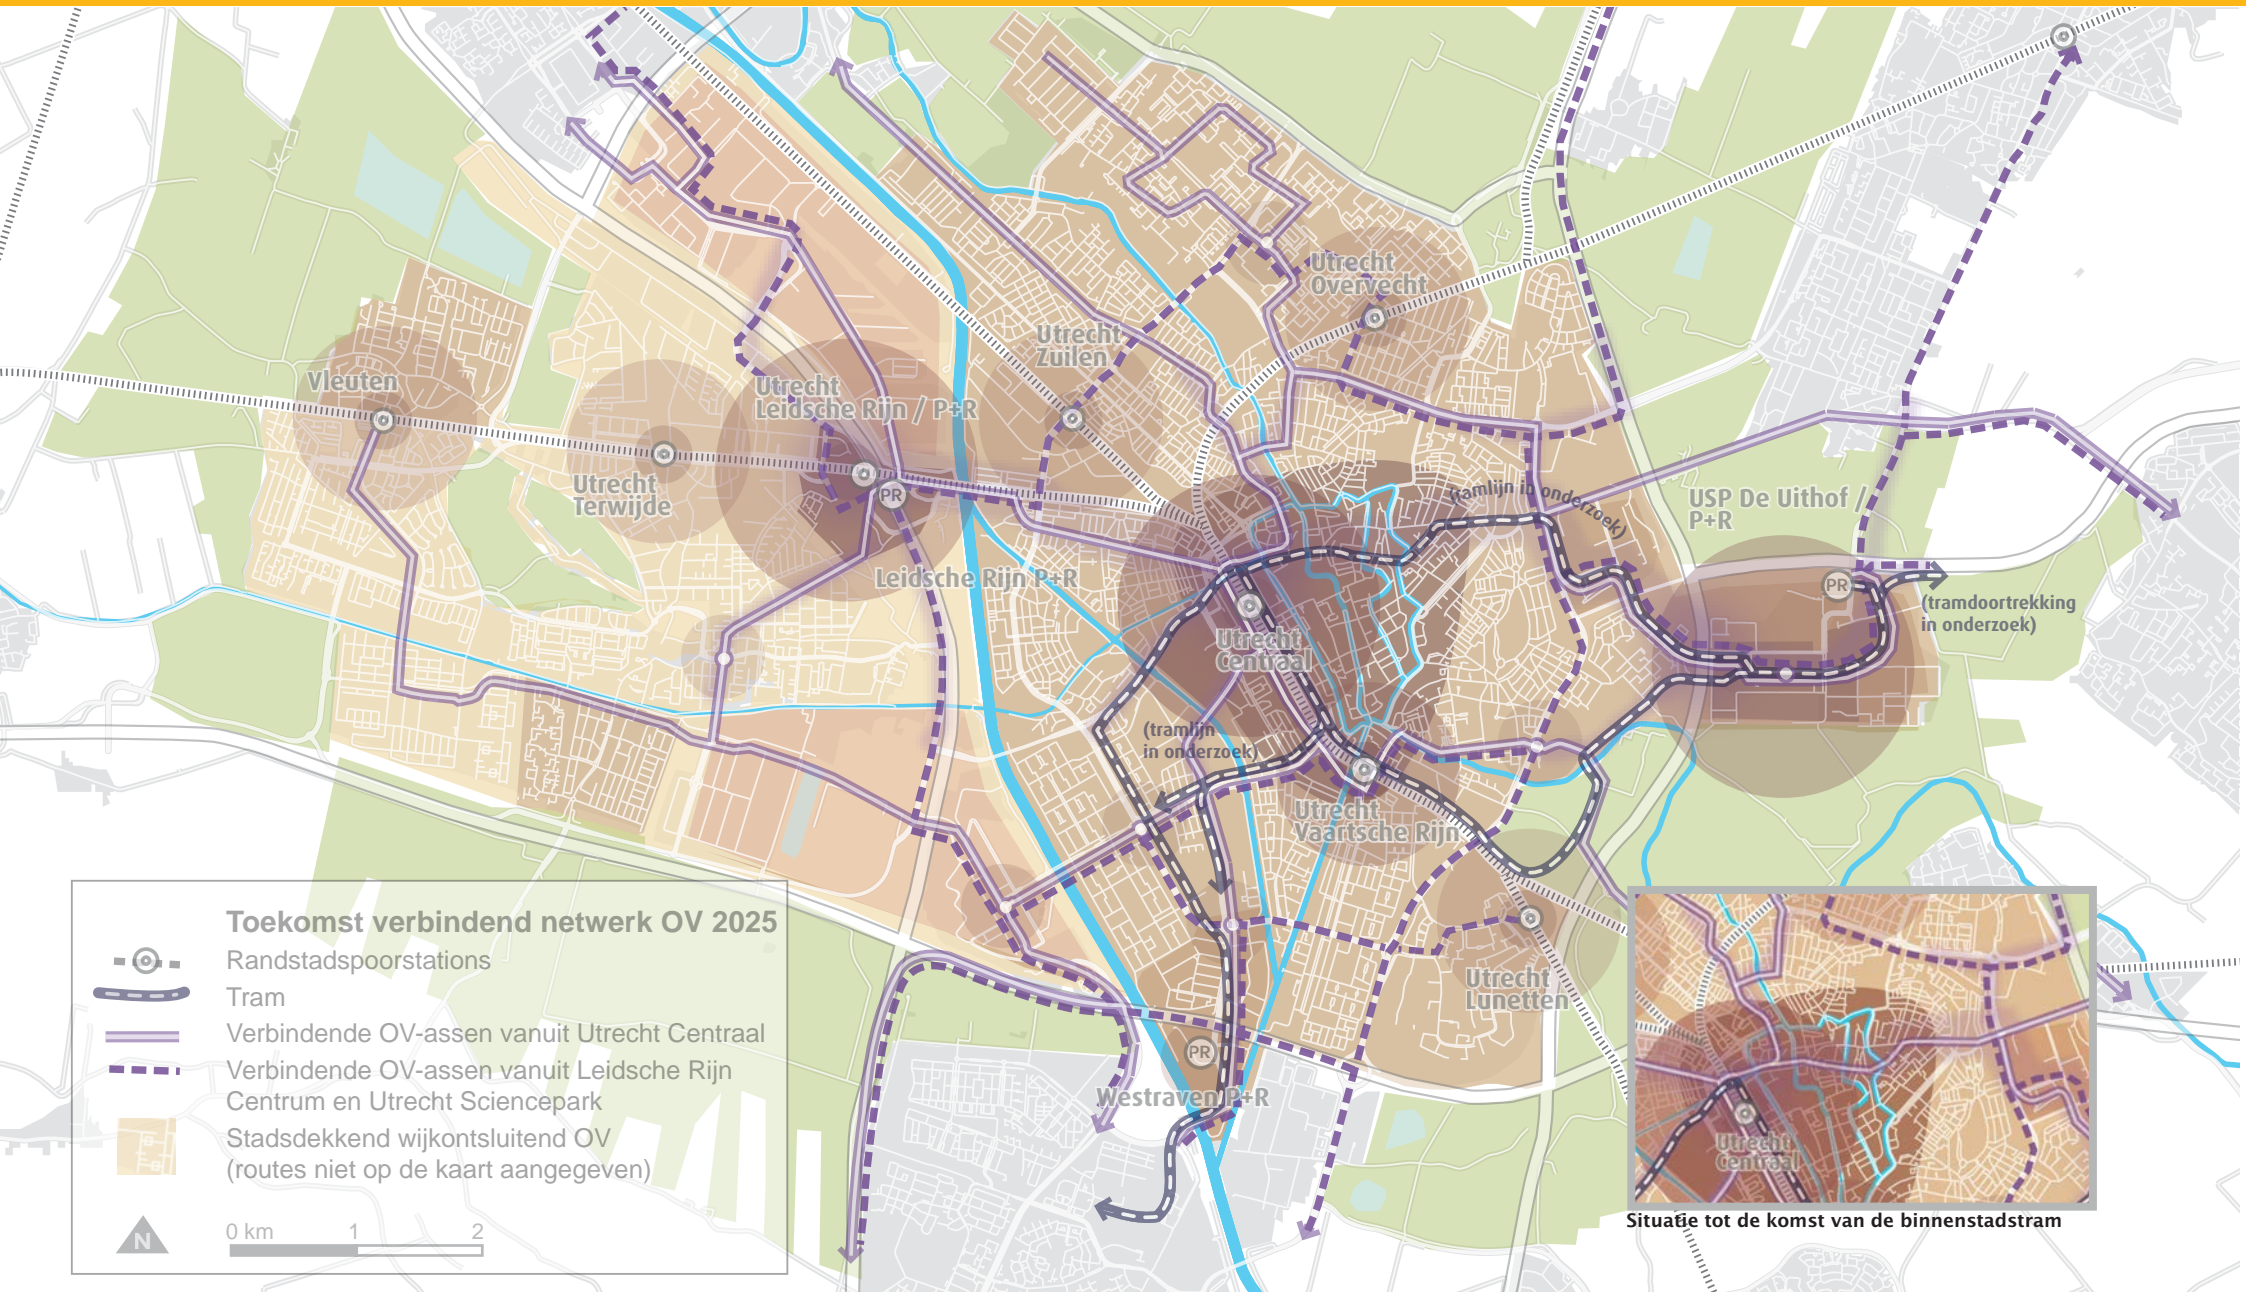 Utrecht
Overvecht
Utrecht
Zuilen
Vleuten
Utrecht
Leidsche Rijn / P+R
Utrecht
Terwijde
PR
(tramlijn in onderzoek)
USP De Uithof /
P+R
Leidsche Rijn P+R
PR
(tramdoortrekking
in onderzoek)
Utrecht
Centraal
(tramlijn
in onderzoek)
Utrecht
Vaartsche Rijn
Utrecht
Lunetten
PR
Westraven P+R
Toekomst verbindend netwerk OV 2025
Randstadspoorstations
Tram
Verbindende OV-assen vanuit Utrecht Centraal
Verbindende OV-assen vanuit Leidsche Rijn
Centrum en Utrecht Sciencepark
Stadsdekkend wijkontsluitend OV
(routes niet op de kaart aangegeven)
N
0 km 1 2
Utrecht
Centraal
Situatie tot de komst van de binnenstadstram